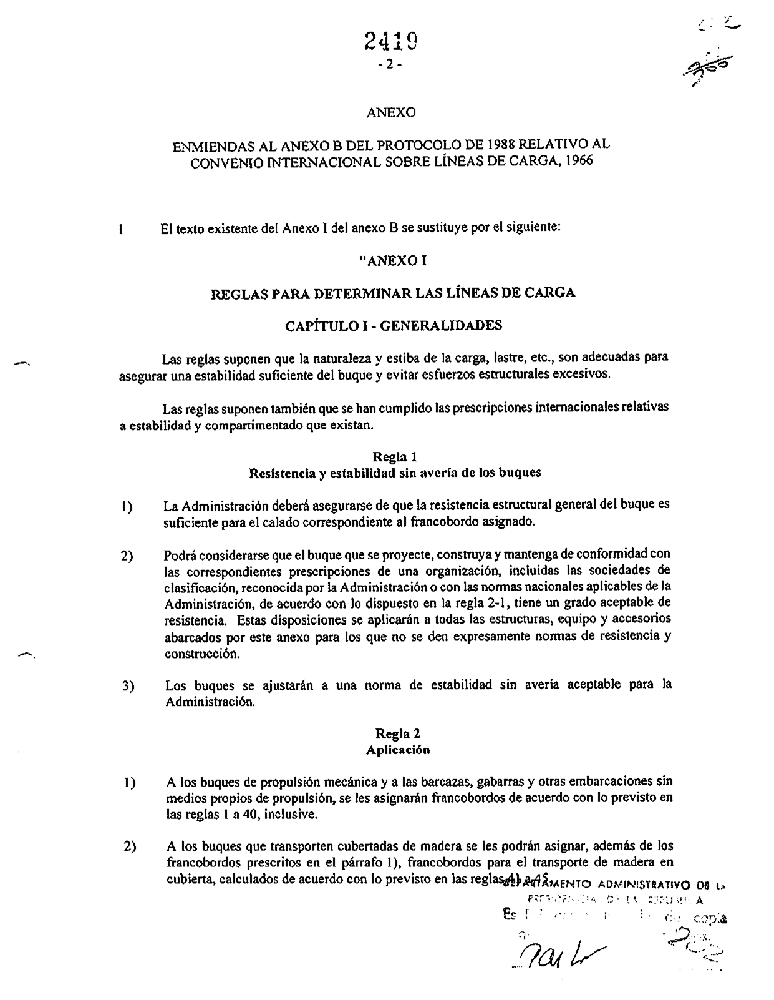 2419
- 2 -
ANEXO
ENMIENDAS AL ANEXO B DEL PROTOCOLO DE 1988 RELATIVO AL
CONVENIO INTERNACIONAL SOBRE LÍNEAS DE CARGA, 1966
1 El texto existente del Anexo I del anexo B se sustituye por el siguiente:
"ANEXO I
REGLAS PARA DETERMINAR LAS LÍNEAS DE CARGA
CAPÍTULO I - GENERALIDADES
Las reglas suponen que la naturaleza y estiba de la carga, lastre, etc., son adecuadas para
asegurar una estabilidad suficiente del buque y evitar esfuerzos estructurales excesivos.
Las reglas suponen también que se han cumplido las prescripciones internacionales relativas
a estabilidad y compartimentado que existan.
Regla 1
Resistencia y estabilidad sin avería de los buques
1) La Administración deberá asegurarse de que la resistencia estructural general del buque es
suficiente para el calado correspondiente al francobordo asignado.
2) Podrá considerarse que el buque que se proyecte, construya y mantenga de conformidad con
las correspondientes prescripciones de una organización, incluidas las sociedades de
clasificación, reconocida por la Administración o con las normas nacionales aplicables de la
Administración, de acuerdo con lo dispuesto en la regla 2-1, tiene un grado aceptable de
resistencia. Estas disposiciones se aplicarán a todas las estructuras, equipo y accesorios
abarcados por este anexo para los que no se den expresamente normas de resistencia y
construcción.
3) Los buques se ajustarán a una norma de estabilidad sin avería aceptable para la
Administración.
Regla 2
Aplicación
1) A los buques de propulsión mecánica y a las barcazas, gabarras y otras embarcaciones sin
medios propios de propulsión, se les asignarán francobordos de acuerdo con lo previsto en
las reglas 1 a 40, inclusive.
2) A los buques que transporten cubertadas de madera se les podrán asignar, además de los
francobordos prescritos en el párrafo 1), francobordos para el transporte de madera en
cubierta, calculados de acuerdo con lo previsto en las reglas
ADMINISTRATIVO DE LA
Es copia